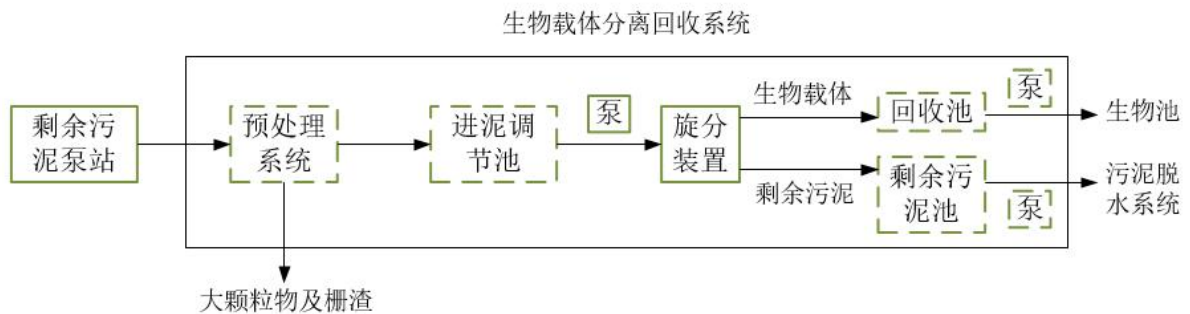 生物载体分离回收系统
剩余污
泥泵站
预处理
系统
进泥调
节池
泵
旋分
装置
生物载体
剩余污泥
回收池
剩余污
泥池
泵
泵
生物池
污泥脱
水系统
大颗粒物及栅渣